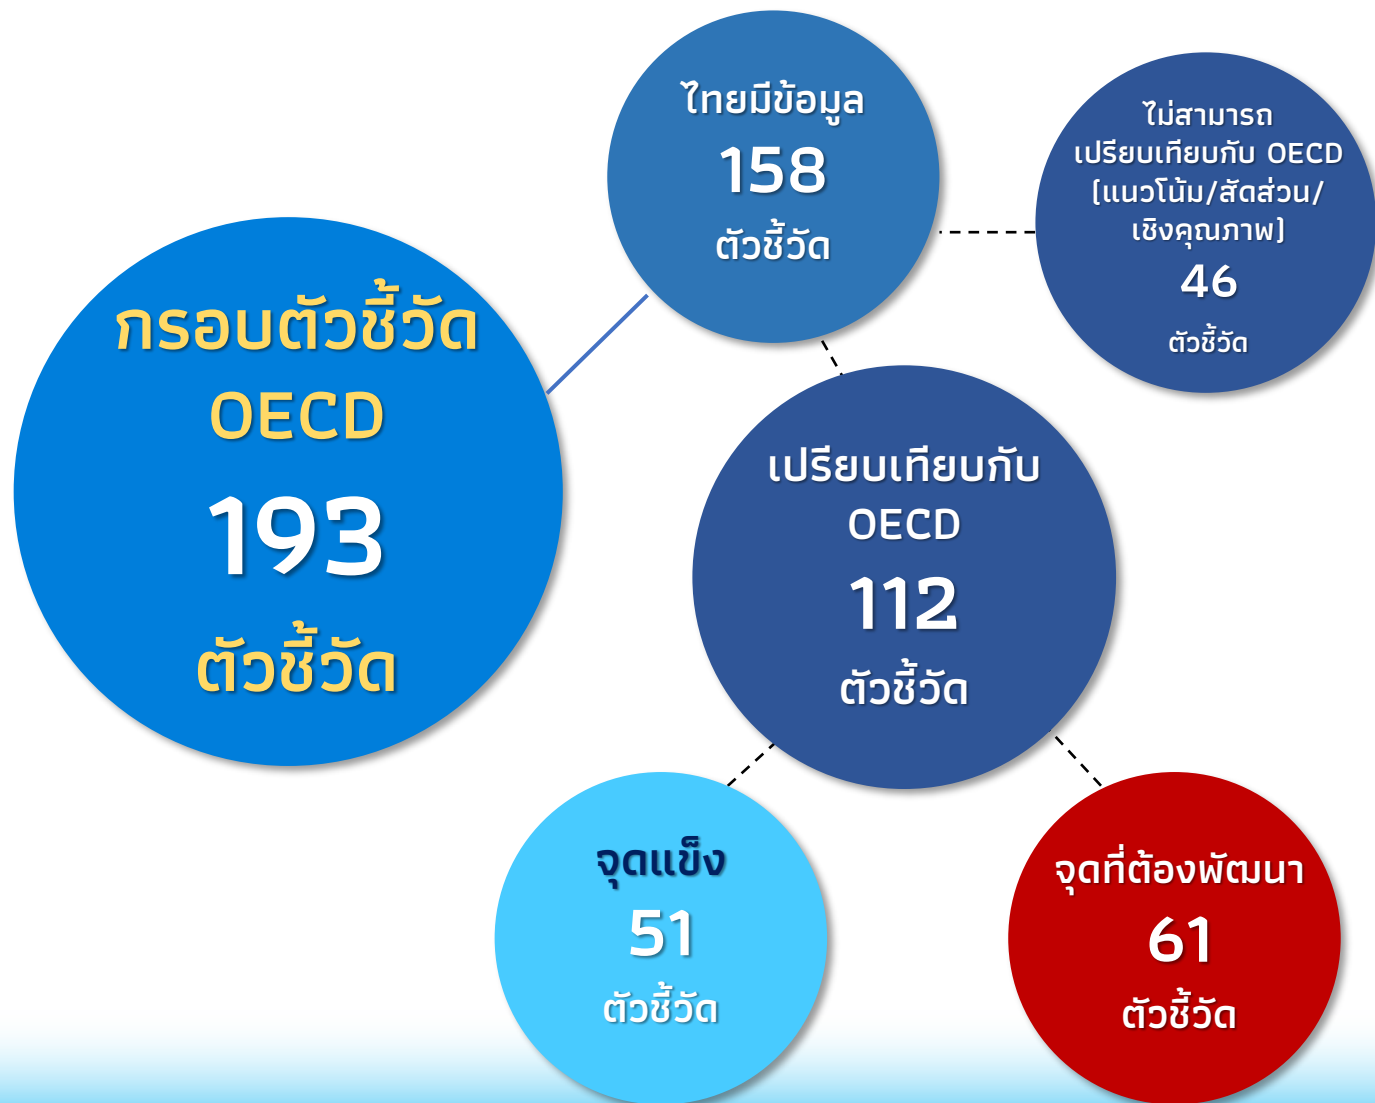 กรอบตัวชี้วัด
OECD
193
ตัวชี้วัด
ไทยมีข้อมูล
158
ตัวชี้วัด
ไม่สามารถ
เปรียบเทียบกับ OECD
(แนวโน้ม/สัดส่วน/
เชิงคุณภาพ)
46
ตัวชี้วัด
เปรียบเทียบกับ
OECD
112
ตัวชี้วัด
จุดแข็ง
51
ตัวชี้วัด
จุดที่ต้องพัฒนา
61
ตัวชี้วัด